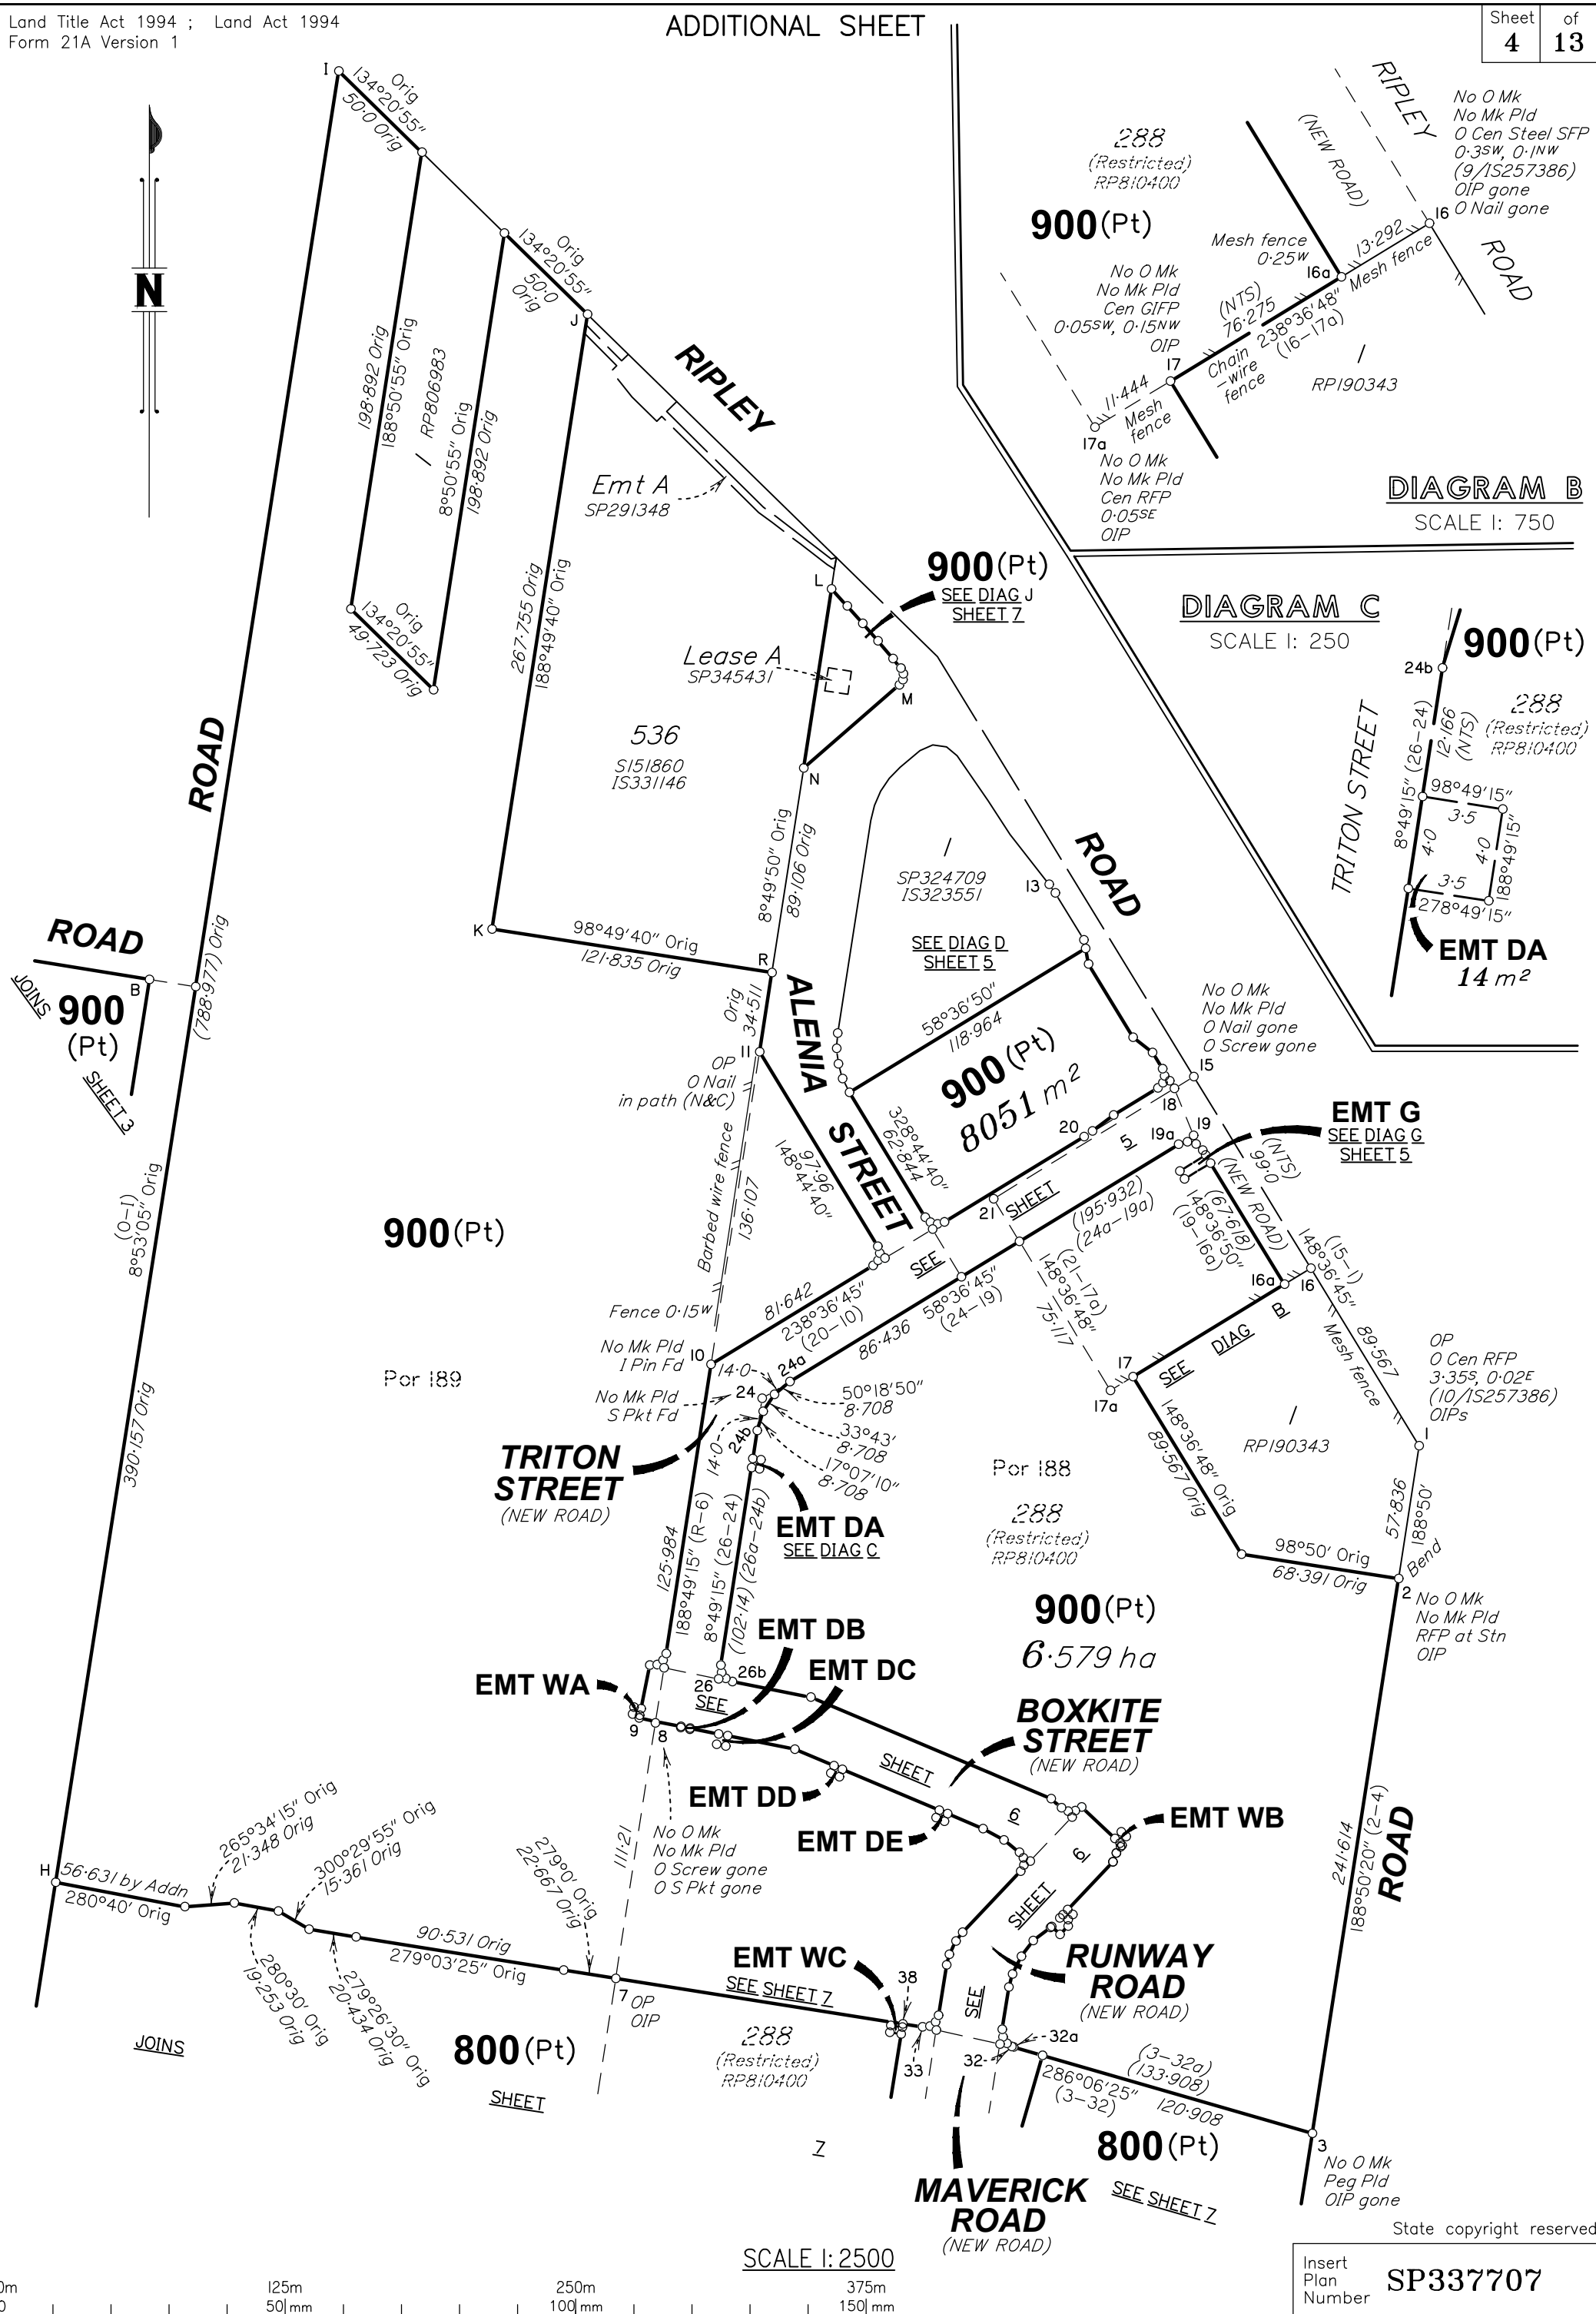 Land Title Act 1994 ; Land Act 1994
Form 21A Version 1
ADDITIONAL SHEET
Sheet 4 of 13
N
I
Orig
134°20'55"
50·0 Orig
Orig
134°20'55"
50·0
Orig
J
198·892 Orig
188°50'55" Orig
/ RP806983
8°50'55" Orig
198·892 Orig
Orig
134°20'55"
49·723 Orig
267·755 Orig
188°49'40" Orig
RIPLEY
Emt A
SP291348
L
900 (Pt)
SEE DIAG J
SHEET 7
Lease A
SP345431
M
N
536
S151860
IS331146
ROAD
8°49'50" Orig
89·106 Orig
K
98°49'40" Orig
121·835 Orig
R
/
SP324709
IS323551
13
SEE DIAG D
SHEET 5
ROAD
ROAD
B
JOINS
900
(Pt)
SHEET 3
(788·977) Orig
Orig
34·511
11
OP
O Nail
in path (N&C)
ALENIA
STREET
58°36'50"
118·964
900 (Pt)
8051 m²
328°44'40"
62·844
97·96
148°44'40"
Barbed wire fence
136·107
No O Mk
No Mk Pld
O Nail gone
O Screw gone
15
18
20
5
19a
19
EMT G
SEE DIAG G
SHEET 5
(NTS)
99·0
21
SHEET
SEE
(195·932)
(24a-19a)
(NEW ROAD)
(67·618)
148°36'50"
(19-16a)
(0-1)
8°53'05" Orig
900 (Pt)
81·642
238°36'45"
(20-10)
58°36'45"
(24-19)
86·436
(21-17a)
148°36'48"
75·117
16a
16
(15-1)
148°36'45"
89·567
Mesh fence
B
DIAG
SEE
17
17a
OP
O Cen RFP
3·35S, 0·02E
(10/IS257386)
OIPs
1
Fence 0·15W
No Mk Pld
I Pin Fd
10
14·0
24a
No Mk Pld
S Pkt Fd
24
50°18'50"
8·708
33°43'
8·708
17°07'10"
8·708
14·0
24b
Por 189
390·157 Orig
TRITON
STREET
(NEW ROAD)
/
RP190343
148°36'48" Orig
89·567 Orig
57·836
188°50'
Bend
98°50' Orig
68·391 Orig
2
No O Mk
No Mk Pld
RFP at Stn
OIP
Por 188
288
(Restricted)
RP810400
EMT DA
SEE DIAG C
125·984
188°49'15" (R-6)
8°49'15" (26-24)
(102·14) (26a-24b)
900 (Pt)
6·579 ha
EMT DB
EMT DC
EMT WA
26b
26
SEE
9
8
BOXKITE
STREET
(NEW ROAD)
SHEET
6
EMT DD
EMT DE
EMT WB
6
SHEET
No O Mk
No Mk Pld
O Screw gone
O S Pkt gone
111·21
241·614
188°50'20" (2-4)
ROAD
H
56·631 by Addn
280°40' Orig
265°34'15" Orig
21·348 Orig
300°29'55" Orig
15·361 Orig
280°30' Orig
19·253 Orig
279°26'30" Orig
20·434 Orig
90·531 Orig
279°03'25" Orig
279°0' Orig
22·667 Orig
7
OP
OIP
EMT WC
SEE SHEET 7
38
RUNWAY
ROAD
(NEW ROAD)
SEE
32a
32
33
(3-32a)
(133·908)
286°06'25"
(3-32)
120·908
JOINS
800 (Pt)
SHEET
288
(Restricted)
RP810400
7
800 (Pt)
SEE SHEET 7
3
No O Mk
Peg Pld
OIP gone
MAVERICK
ROAD
(NEW ROAD)
288
(Restricted)
RP810400
900 (Pt)
(NEW ROAD)
RIPLEY
ROAD
No O Mk
No Mk Pld
O Cen Steel SFP
0·3SW, 0·1NW
(9/IS257386)
OIP gone
O Nail gone
16
13·292
Mesh fence
Mesh fence
0·25W
16a
No O Mk
No Mk Pld
Cen GIFP
0·05SW, 0·15NW
OIP
17
(NTS)
76·275
238°36'48"
(16-17a)
Chain
-wire
fence
/
RP190343
11·444
Mesh
fence
17a
No O Mk
No Mk Pld
Cen RFP
0·05SE
OIP
DIAGRAM B
SCALE 1: 750
DIAGRAM C
SCALE 1: 250
900 (Pt)
24b
288
(Restricted)
RP810400
TRITON STREET
8°49'15" (26-24)
12·166
(NTS)
98°49'15"
3·5
4·0
4·0
188°49'15"
3·5
278°49'15"
EMT DA
14 m²
SCALE 1: 2500
0m 125m 250m 375m
0 50 mm 100 mm 150 mm
State copyright reserved
Insert
Plan
Number
SP337707